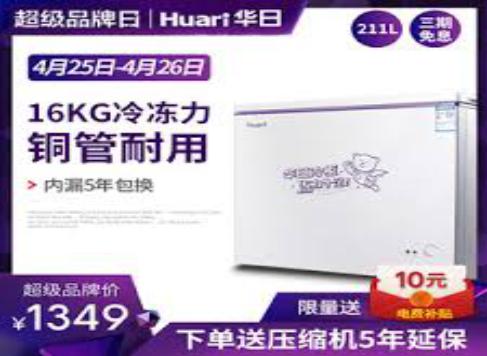 超级品牌日 | Huari 华日
211L
三期
免息
4月25日-4月26日
16KG冷冻力
铜管耐用
> 内漏5年包换
Huari
超级品牌价
¥1349
限量送
10元
电费补贴
下单送压缩机5年延保